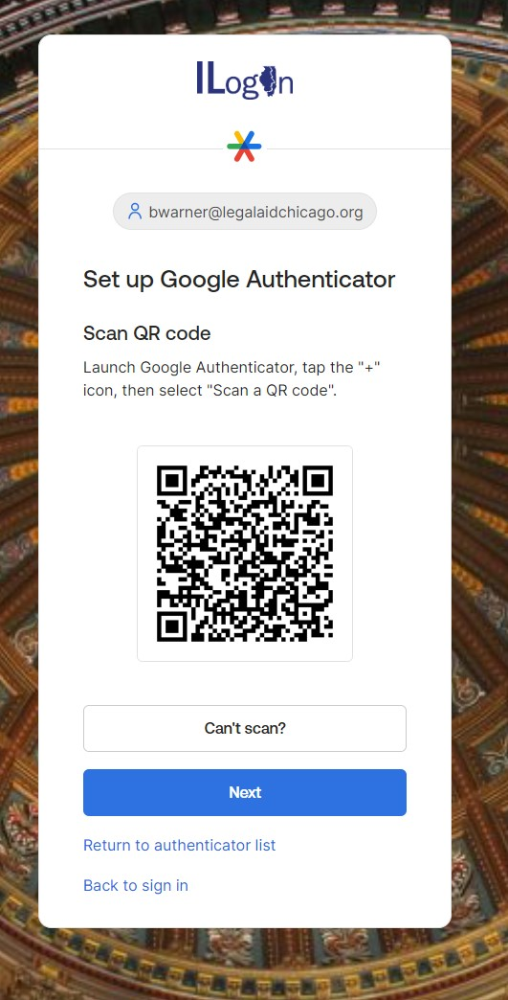 ILogIn
bwarner@legalaidchicago.org
Set up Google Authenticator
Scan QR code
Launch Google Authenticator, tap the "+"
icon, then select "Scan a QR code".
Can't scan?
Next
Return to authenticator list
Back to sign in